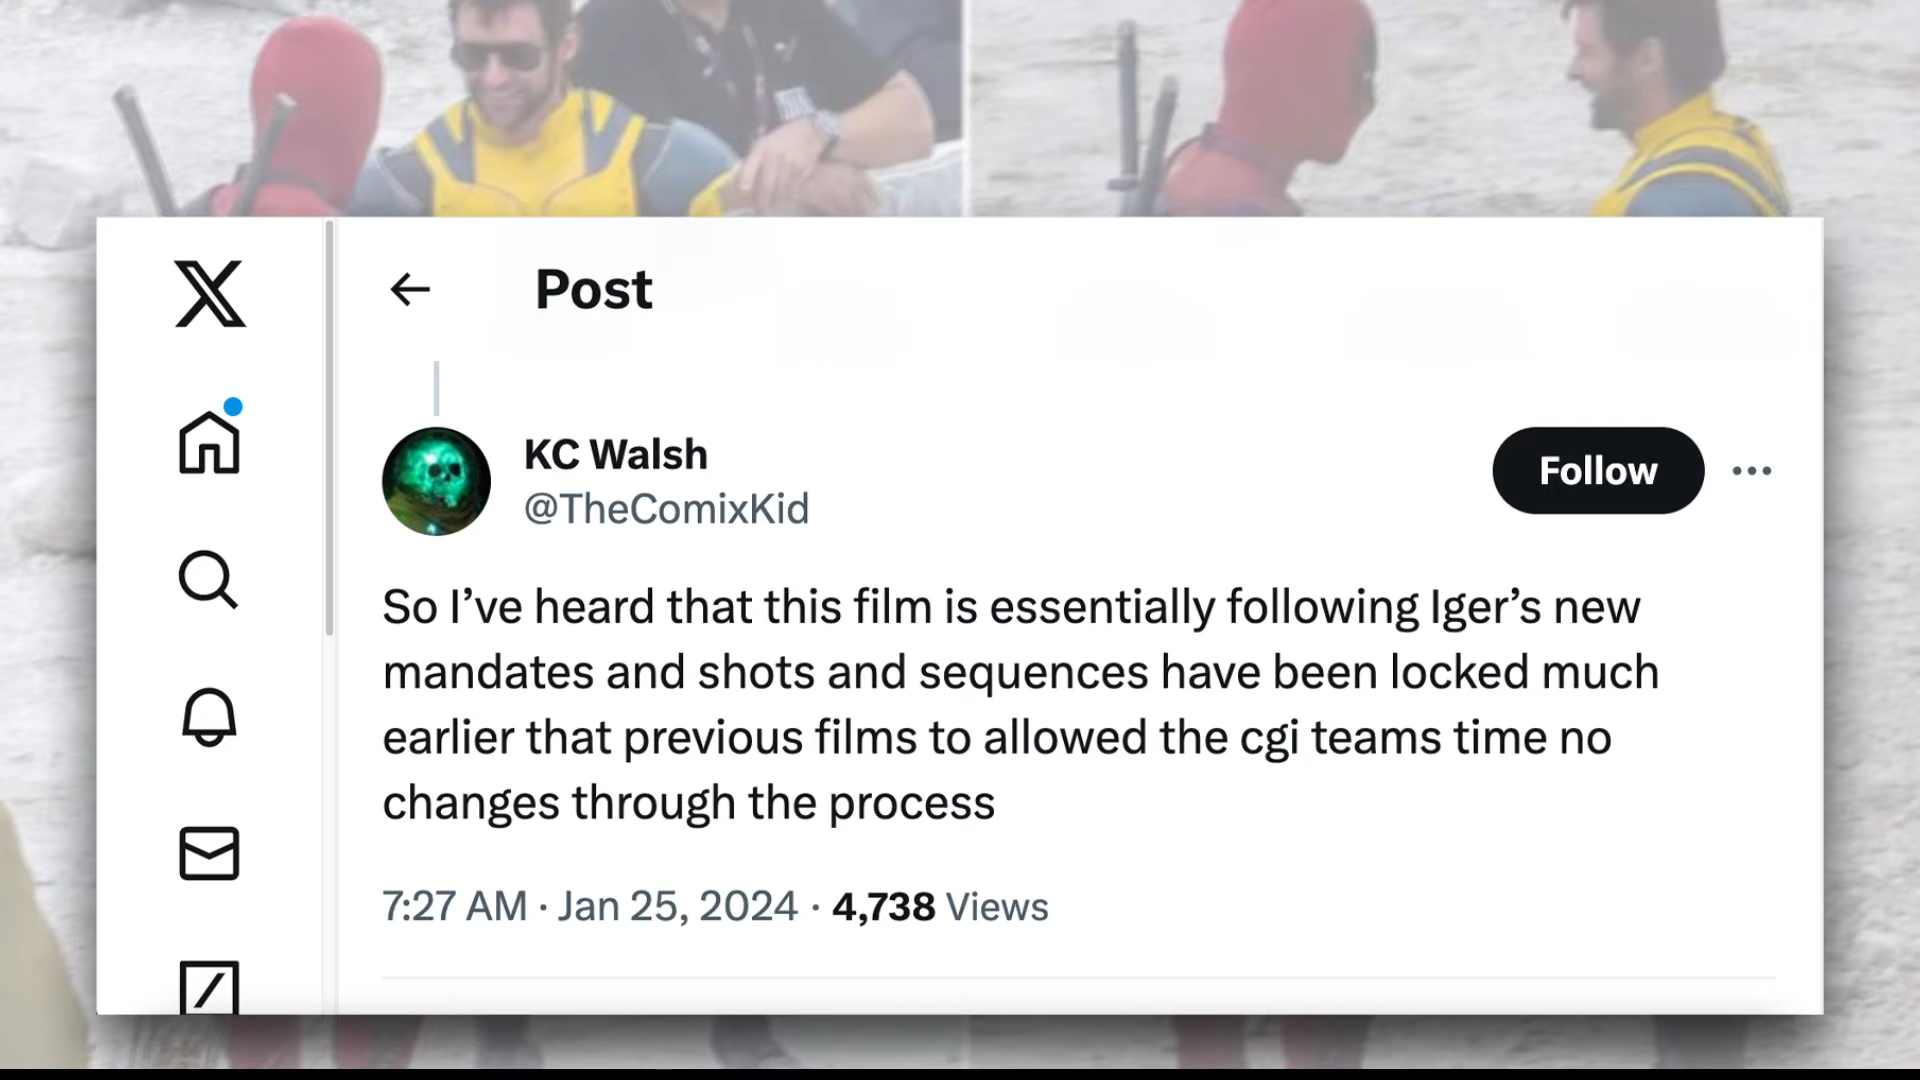 Post
KC Walsh
@TheComixKid
Follow
So I’ve heard that this film is essentially following Iger’s new
mandates and shots and sequences have been locked much
earlier that previous films to allowed the cgi teams time no
changes through the process
7:27 AM · Jan 25, 2024 · 4,738 Views